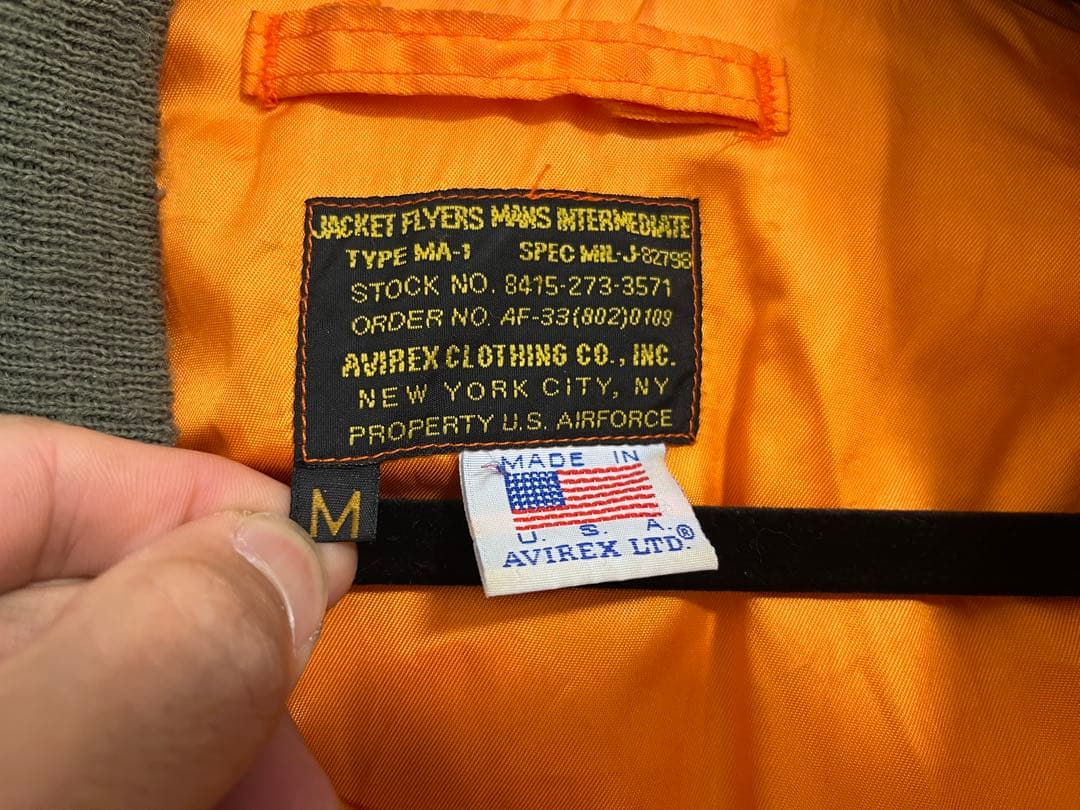 JACKET FLYERS MANS INTERMEDIATE
TYPE MA-1 SPEC MIL-J-82798
STOCK NO. 8415-273-3571
ORDER NO. AF-33(802)0109
AVIREX CLOTHING CO., INC.
NEW YORK CITY, NY
PROPERTY U.S. AIRFORCE
M
MADE IN
U. S. A.
AVIREX LTD.®